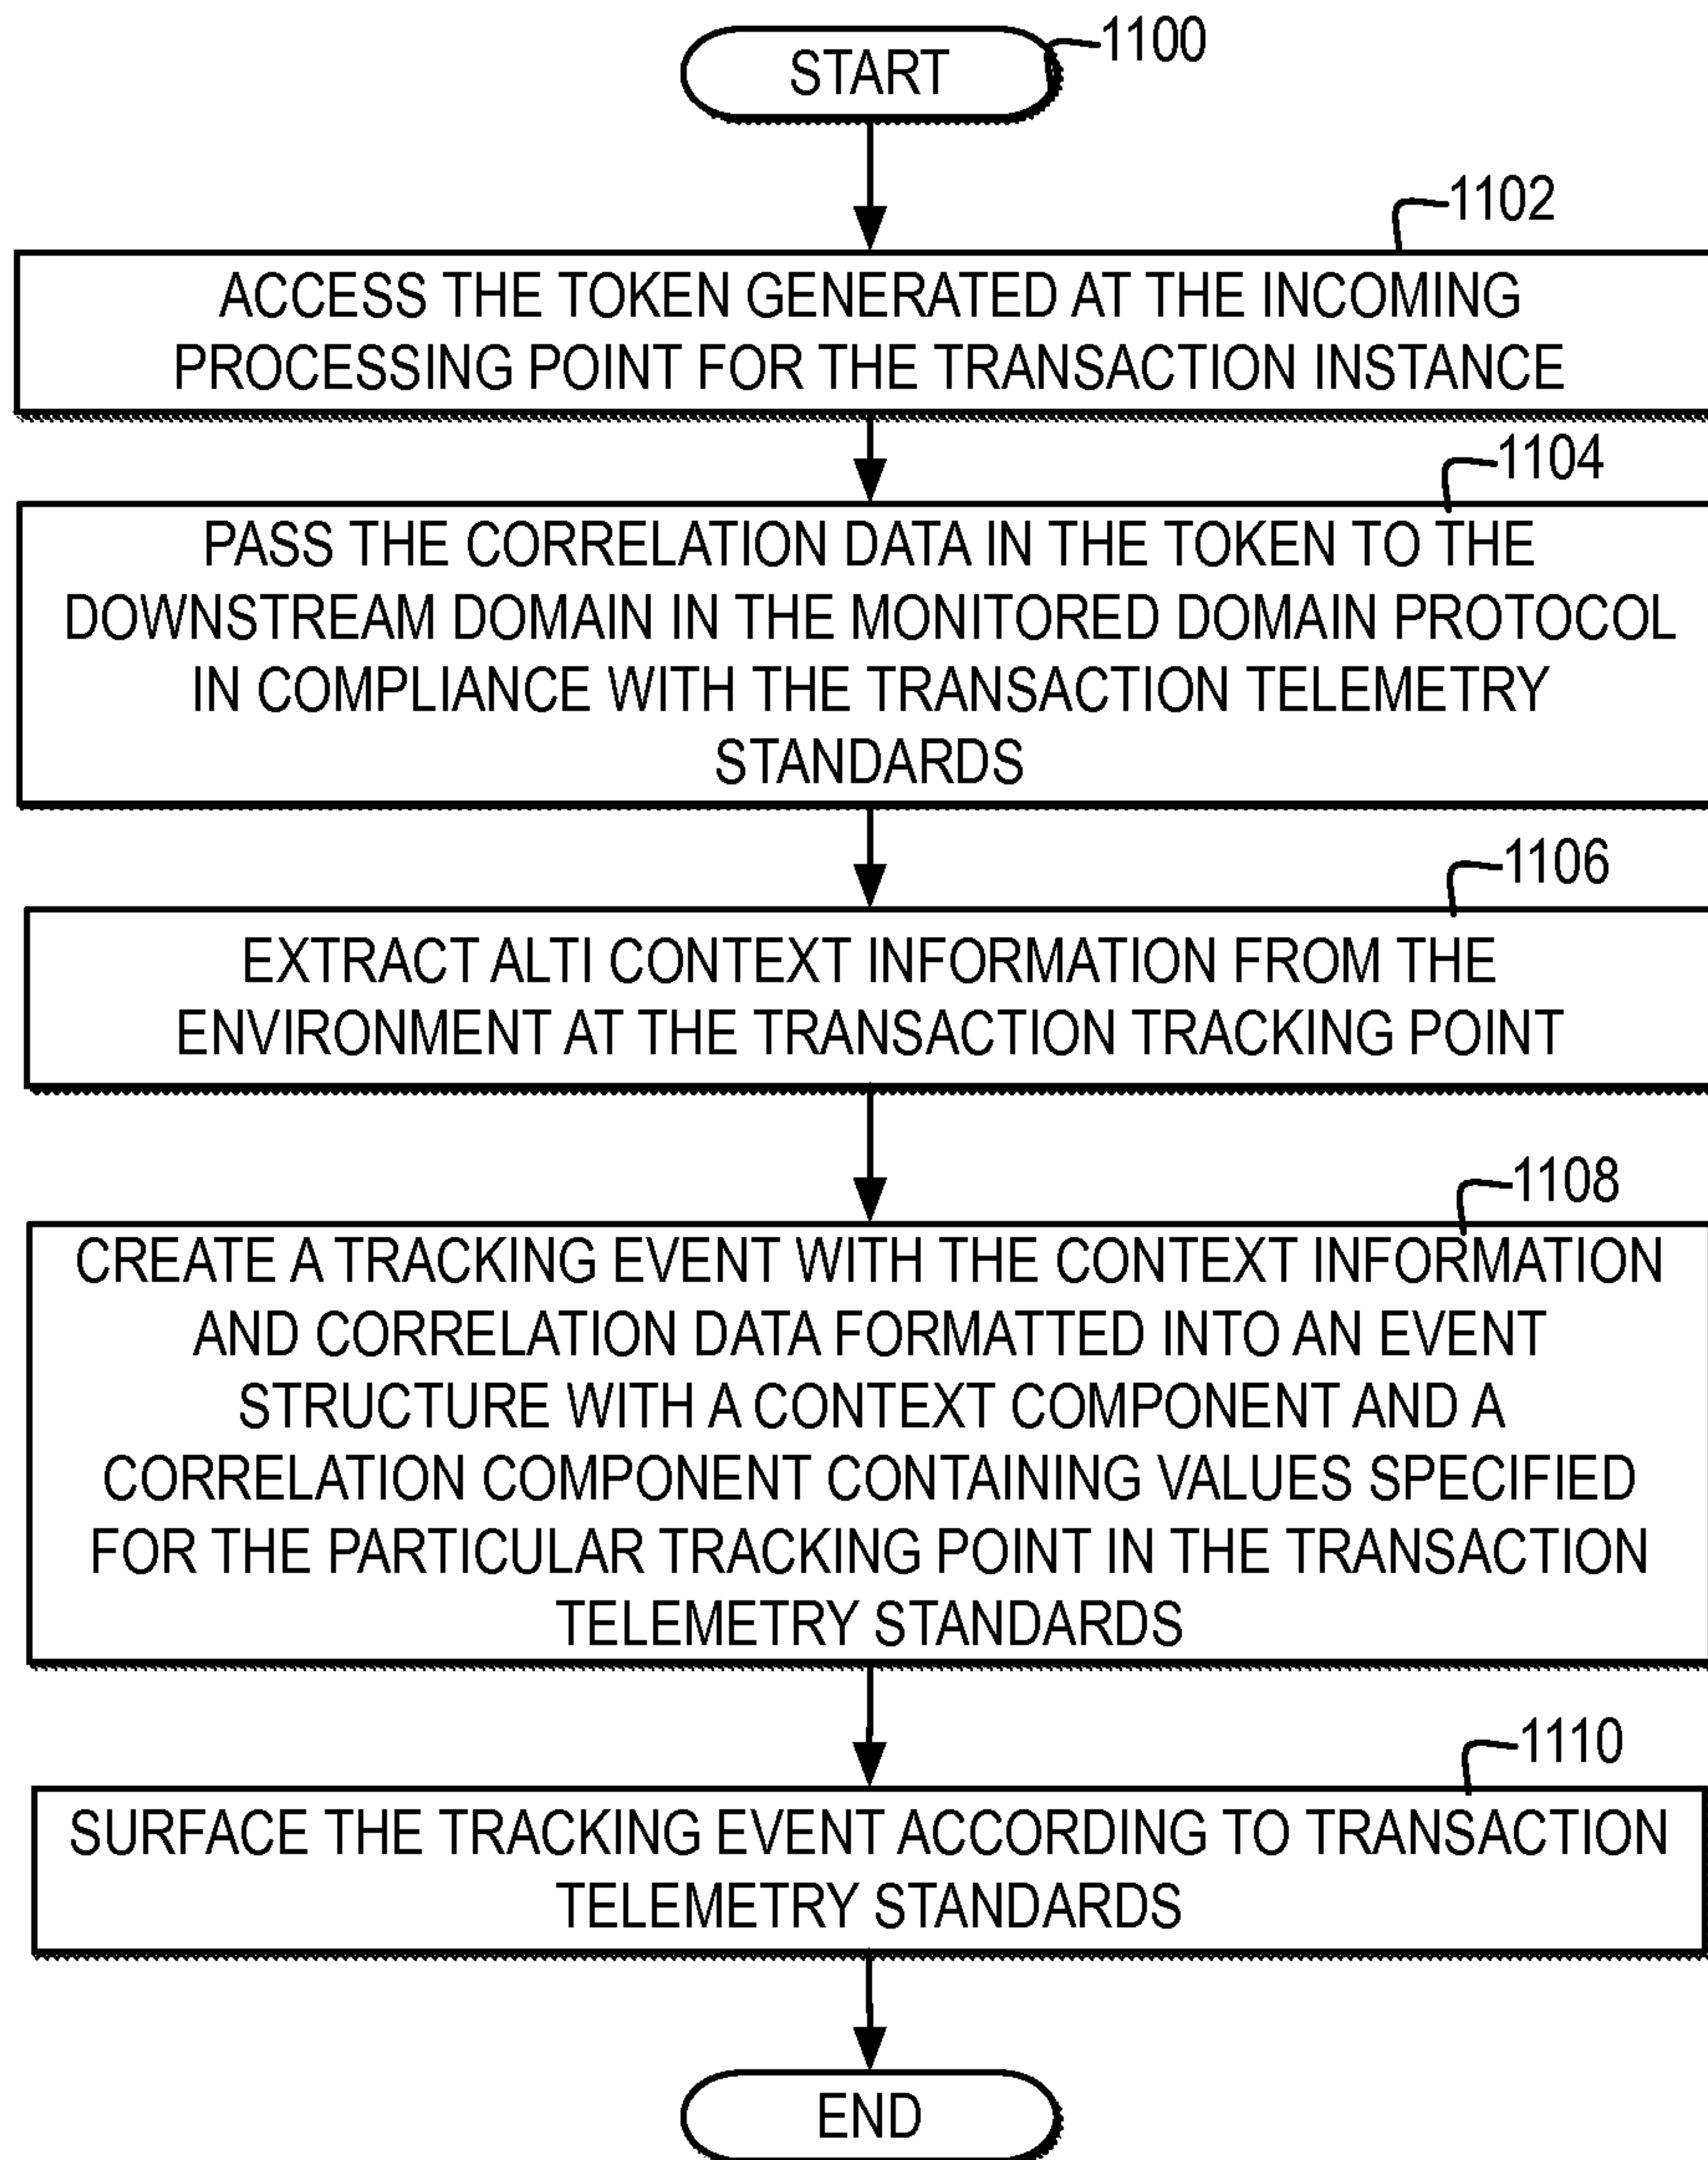 START
1100
1102
ACCESS THE TOKEN GENERATED AT THE INCOMING
PROCESSING POINT FOR THE TRANSACTION INSTANCE
1104
PASS THE CORRELATION DATA IN THE TOKEN TO THE
DOWNSTREAM DOMAIN IN THE MONITORED DOMAIN PROTOCOL
IN COMPLIANCE WITH THE TRANSACTION TELEMETRY
STANDARDS
1106
EXTRACT ALTI CONTEXT INFORMATION FROM THE
ENVIRONMENT AT THE TRANSACTION TRACKING POINT
1108
CREATE A TRACKING EVENT WITH THE CONTEXT INFORMATION
AND CORRELATION DATA FORMATTED INTO AN EVENT
STRUCTURE WITH A CONTEXT COMPONENT AND A
CORRELATION COMPONENT CONTAINING VALUES SPECIFIED
FOR THE PARTICULAR TRACKING POINT IN THE TRANSACTION
TELEMETRY STANDARDS
1110
SURFACE THE TRACKING EVENT ACCORDING TO TRANSACTION
TELEMETRY STANDARDS
END